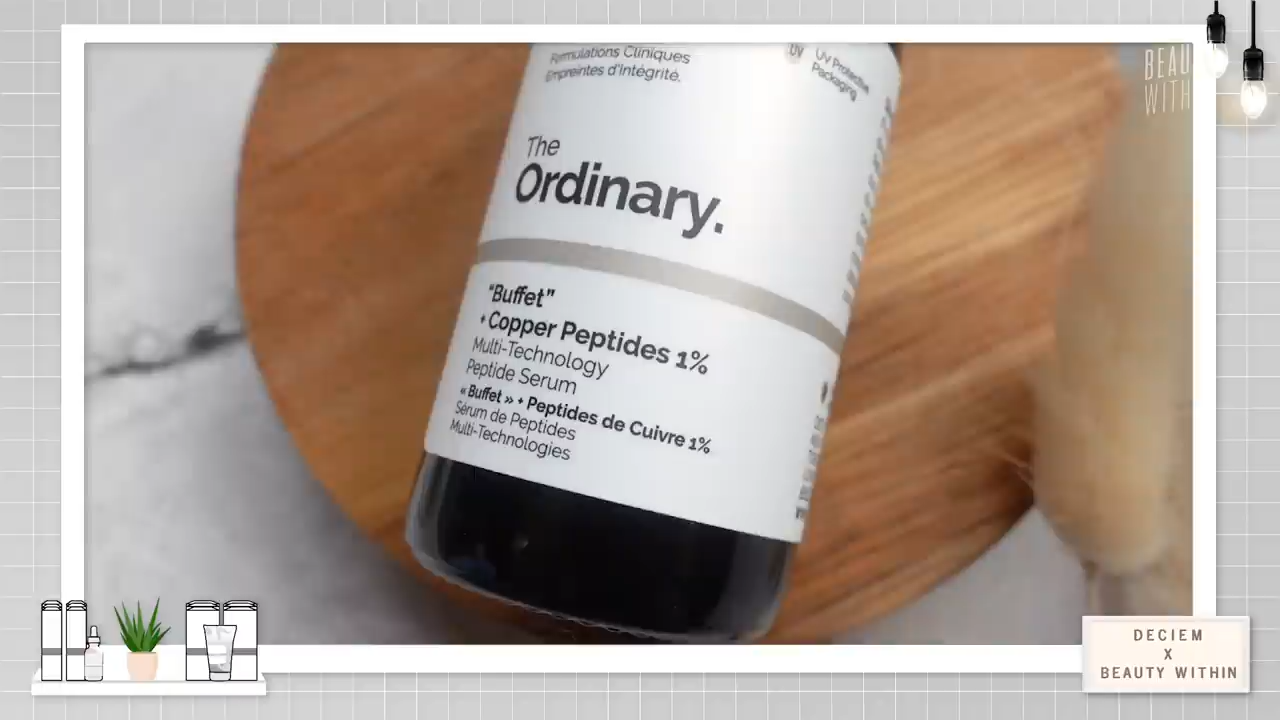 Formulations Cliniques
Empreintes d'Intégrité.
UV
UV Protective
Packaging
The
Ordinary.
"Buffet"
+ Copper Peptides 1%
Multi-Technology
Peptide Serum
« Buffet » + Peptides de Cuivre 1%
Sérum de Peptides
Multi-Technologies
BEAU
WITH
DECIEM
X
BEAUTY WITHIN